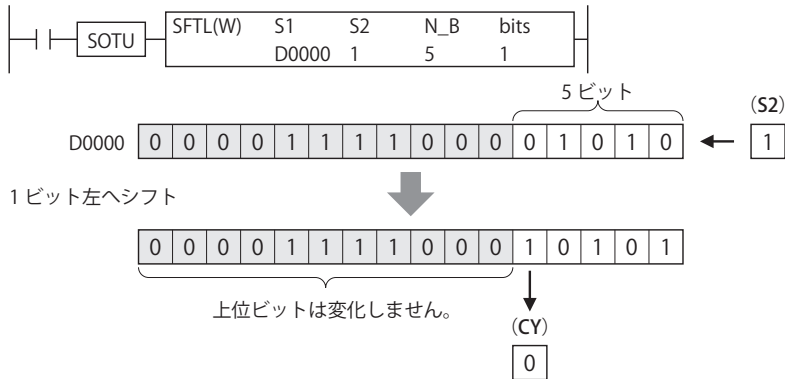 SOTU
SFTL(W) S1 S2 N_B bits
D0000 1 5 1
5 ビット
(S2)
D0000 0 0 0 0 1 1 1 1 0 0 0 0 1 0 1 0 1
1 ビット左へシフト
0 0 0 0 1 1 1 1 0 0 0 1 0 1 0 1
上位ビットは変化しません。
(CY)
0